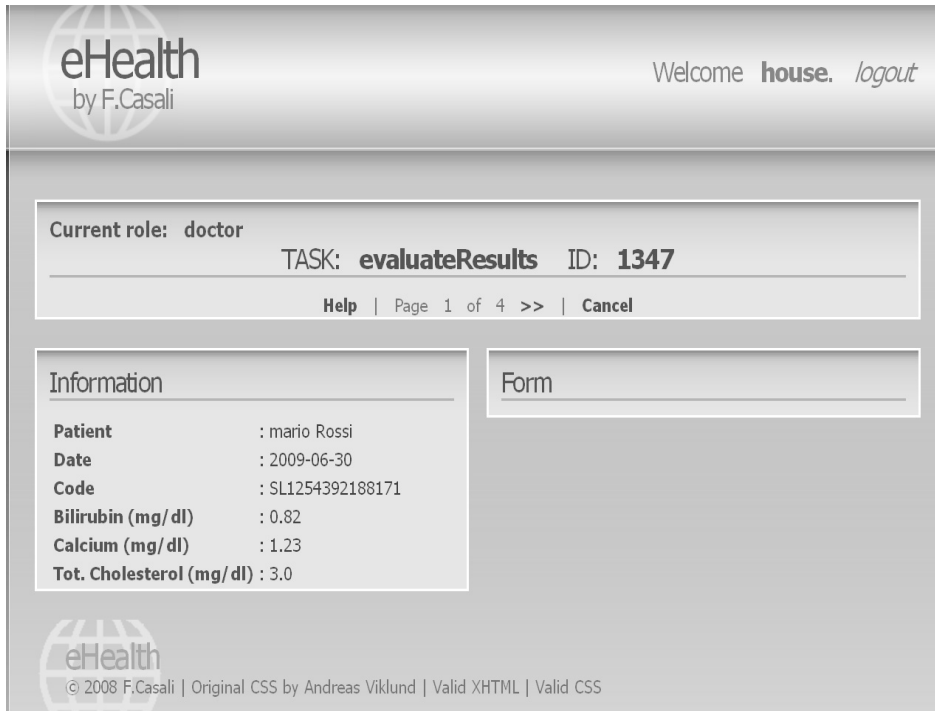 eHealth
by F.Casali
Welcome house. logout
Current role: doctor
TASK: evaluateResults ID: 1347
Help | Page 1 of 4 >> | Cancel
Information
Patient : mario Rossi
Date : 2009-06-30
Code : SL1254392188171
Bilirubin (mg/dl) : 0.82
Calcium (mg/dl) : 1.23
Tot. Cholesterol (mg/dl) : 3.0
Form
eHealth
© 2008 F.Casali | Original CSS by Andreas Viklund | Valid XHTML | Valid CSS